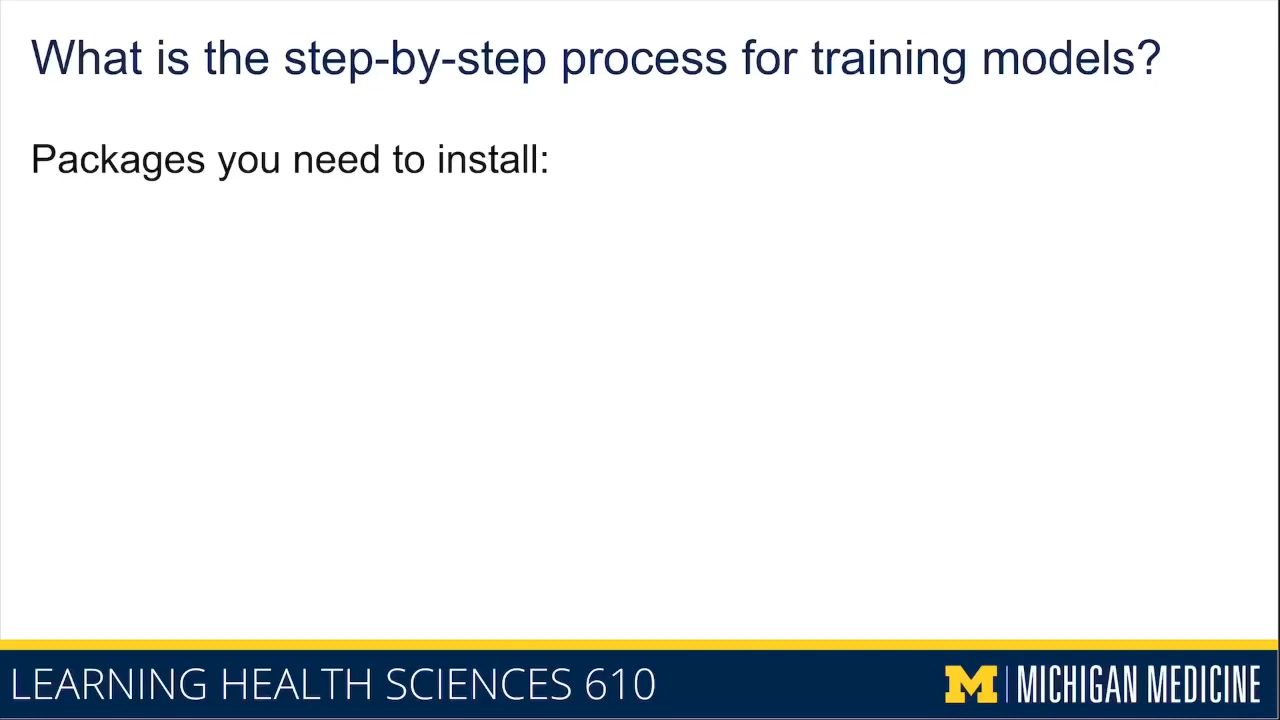 What is the step-by-step process for training models?
Packages you need to install:
LEARNING HEALTH SCIENCES 610
M | MICHIGAN MEDICINE